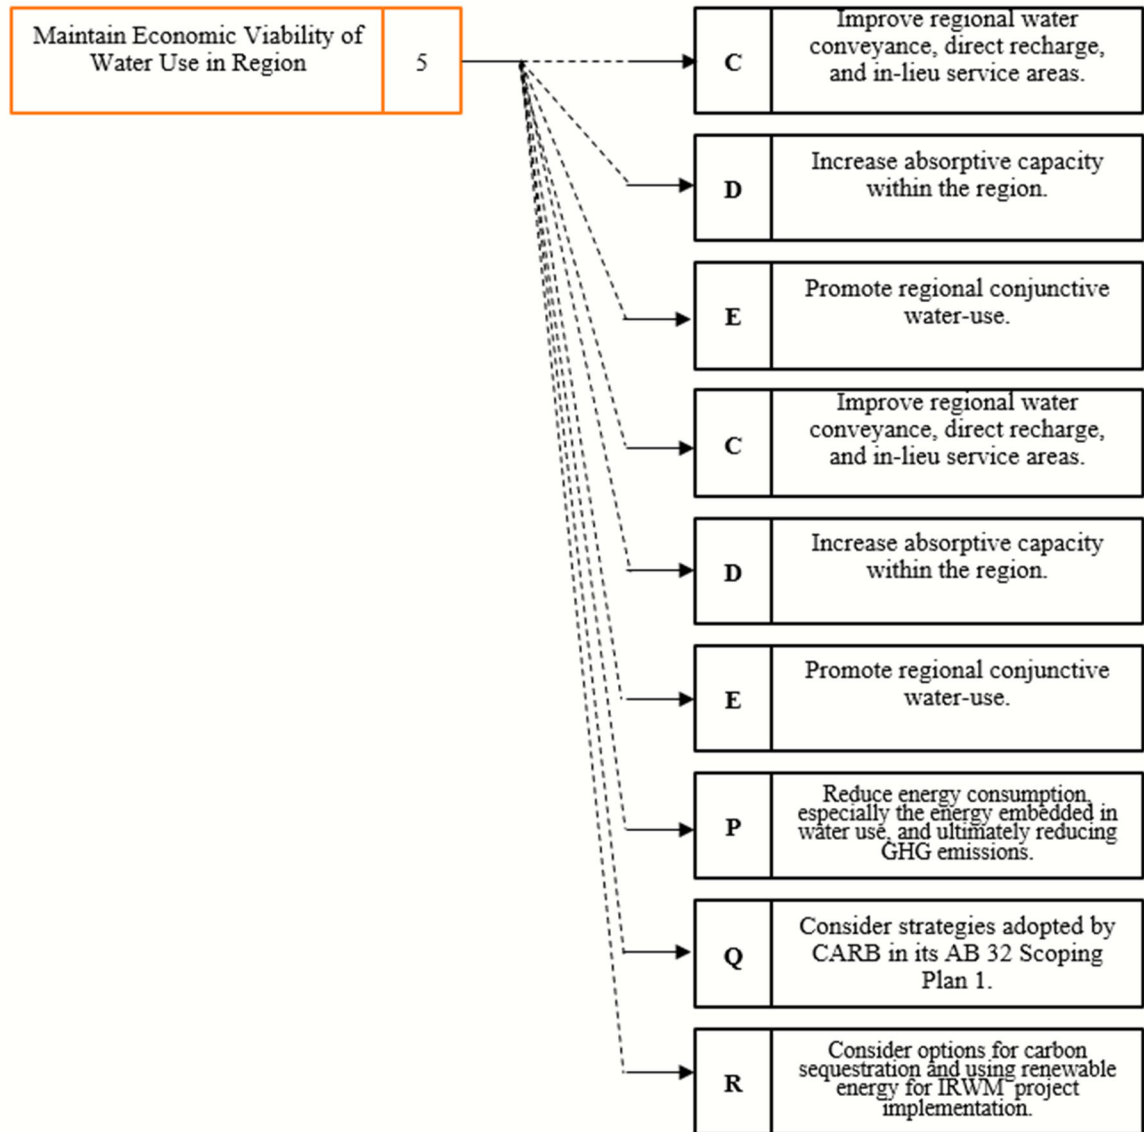 Maintain Economic Viability of
Water Use in Region
5
C
Improve regional water
conveyance, direct recharge,
and in-lieu service areas.
D
Increase absorptive capacity
within the region.
E
Promote regional conjunctive
water-use.
C
Improve regional water
conveyance, direct recharge,
and in-lieu service areas.
D
Increase absorptive capacity
within the region.
E
Promote regional conjunctive
water-use.
P
Reduce energy consumption,
especially the energy embedded in
water use, and ultimately reducing
GHG emissions.
Q
Consider strategies adopted by
CARB in its AB 32 Scoping
Plan 1.
R
Consider options for carbon
sequestration and using renewable
energy for IRWM project
implementation.